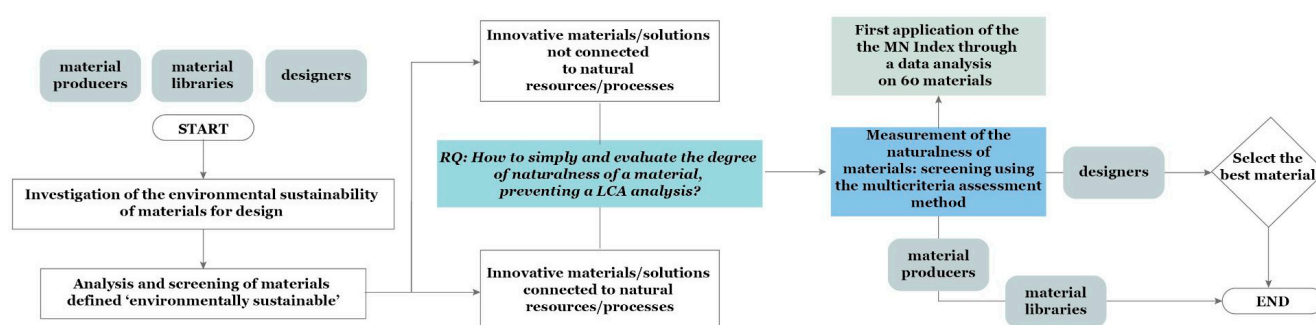 material
producers
material
libraries
designers
START
Investigation of the environmental sustainability
of materials for design
Analysis and screening of materials
defined ‘environmentally sustainable’
Innovative materials/solutions
not connected
to natural
resources/processes
RQ: How to simply and evaluate the degree
of naturalness of a material,
preventing a LCA analysis?
Innovative materials/solutions
connected to natural
resources/processes
First application of the
the MN Index through
a data analysis
on 60 materials
Measurement of the
naturalness of
materials: screening using
the multicriteria assessment
method
designers
Select the
best material
material
producers
material
libraries
END